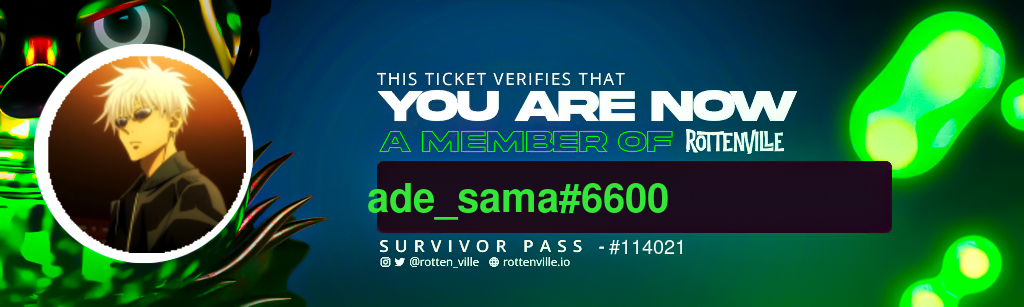 THIS TICKET VERIFIES THAT
YOU ARE NOW
A MEMBER OF ROTTENVILLE
ade_sama#6600
SURVIVOR PASS - #114021
@rotten_ville rottenville.io